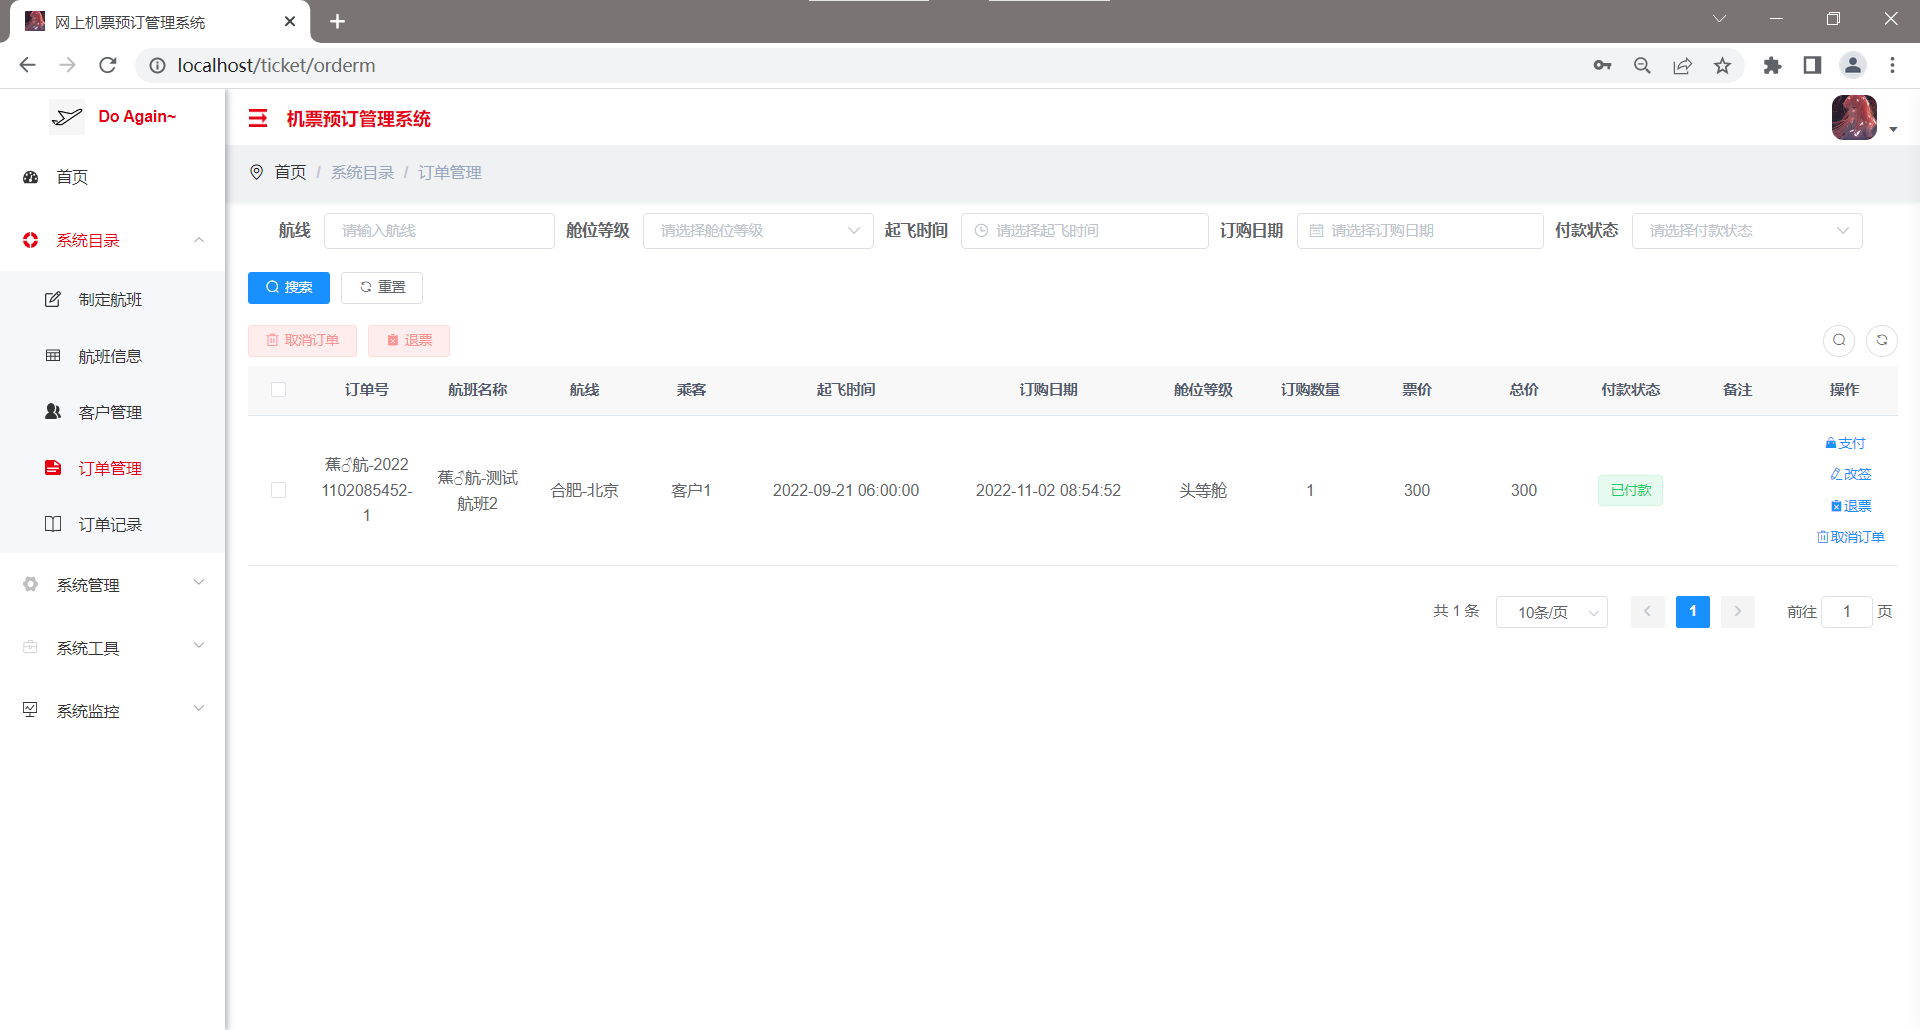 网上机票预订管理系统
localhost/ticket/orderm
Do Again~
机票预订管理系统
首页 / 系统目录 / 订单管理
首页
系统目录
制定航班
航班信息
客户管理
订单管理
订单记录
系统管理
系统工具
系统监控
航线 请输入航线 舱位等级 请选择舱位等级 起飞时间 请选择起飞时间 订购日期 请选择订购日期 付款状态 请选择付款状态
搜索 重置
取消订单 退票
订单号 航班名称 航线 乘客 起飞时间 订购日期 舱位等级 订购数量 票价 总价 付款状态 备注 操作
蕉♂航-2022
1102085452-
1
蕉♂航-测试
航班2
合肥-北京 客户1 2022-09-21 06:00:00 2022-11-02 08:54:52 头等舱 1 300 300 已付款
支付
改签
退票
取消订单
共 1 条 10条/页 1 前往 1 页